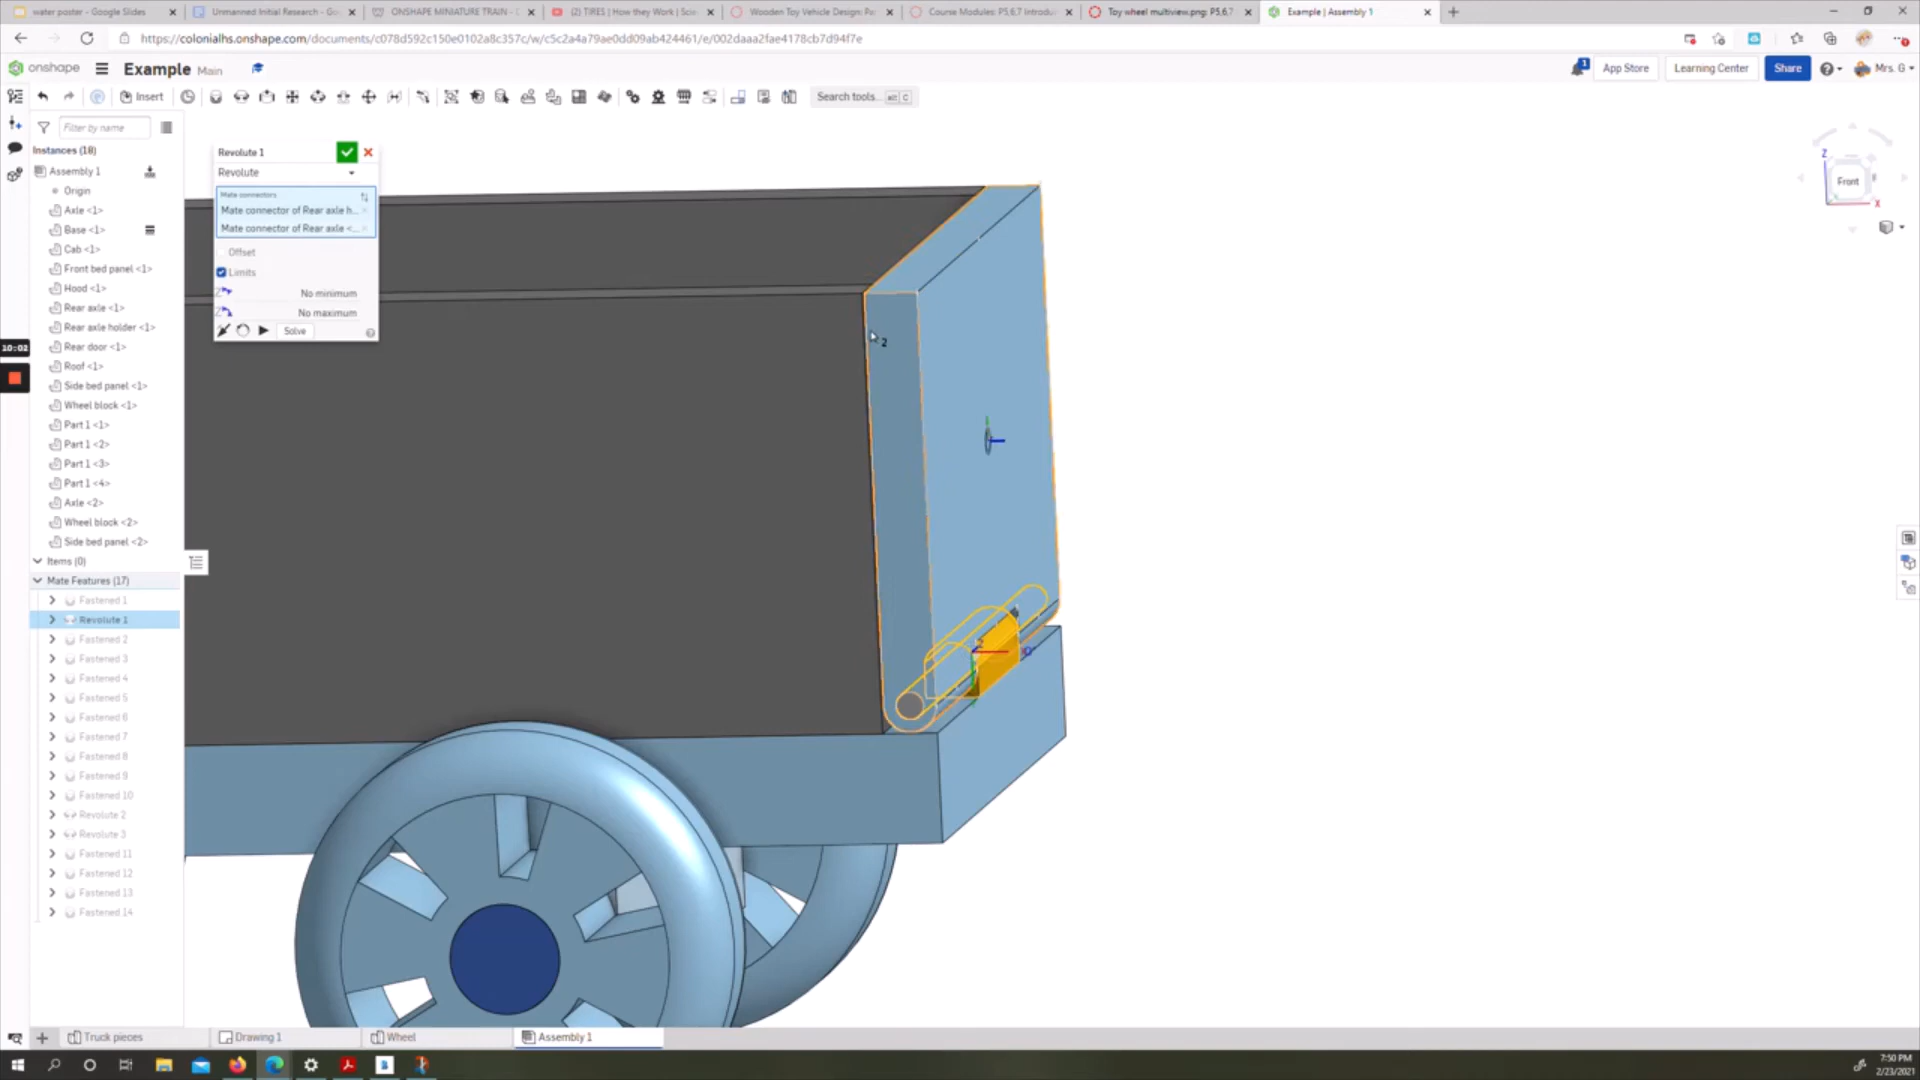 water poster - Google Slides
Unmanned Initial Research - Go
ONSHAPE MINIATURE TRAIN -
(2) TIRES | How they Work | Scie
Wooden Toy Vehicle Design: Pa
Course Modules: P5,6,7 Introdu
Toy wheel multiview.png: P5,6,7
Example | Assembly 1
https://colonialhs.onshape.com/documents/c078d592c150e0102a8c357c/w/c5c2a4a79ae0dd09ab424461/e/002daaa2fae4178cb7d94f7e
onshape
Example Main
1
App Store
Learning Center
Share
Mrs. G
Insert
Search tools... alt C
Filter by name
Instances (18)
Assembly 1
Origin
Axle <1>
Base <1>
Cab <1>
Front bed panel <1>
Hood <1>
Rear axle <1>
Rear axle holder <1>
Rear door <1>
Roof <1>
Side bed panel <1>
Wheel block <1>
Part 1 <1>
Part 1 <2>
Part 1 <3>
Part 1 <4>
Axle <2>
Wheel block <2>
Side bed panel <2>
Items (0)
Mate Features (17)
Fastened 1
Revolute 1
Fastened 2
Fastened 3
Fastened 4
Fastened 5
Fastened 6
Fastened 7
Fastened 8
Fastened 9
Fastened 10
Revolute 2
Revolute 3
Fastened 11
Fastened 12
Fastened 13
Fastened 14
10:02
Revolute 1
Revolute
Mate connectors
Mate connector of Rear axle h...
Mate connector of Rear axle <...
Offset
Limits
No minimum
No maximum
Solve
2
Z
Front
X
Truck pieces
Drawing 1
Wheel
Assembly 1
7:50 PM
2/23/2021